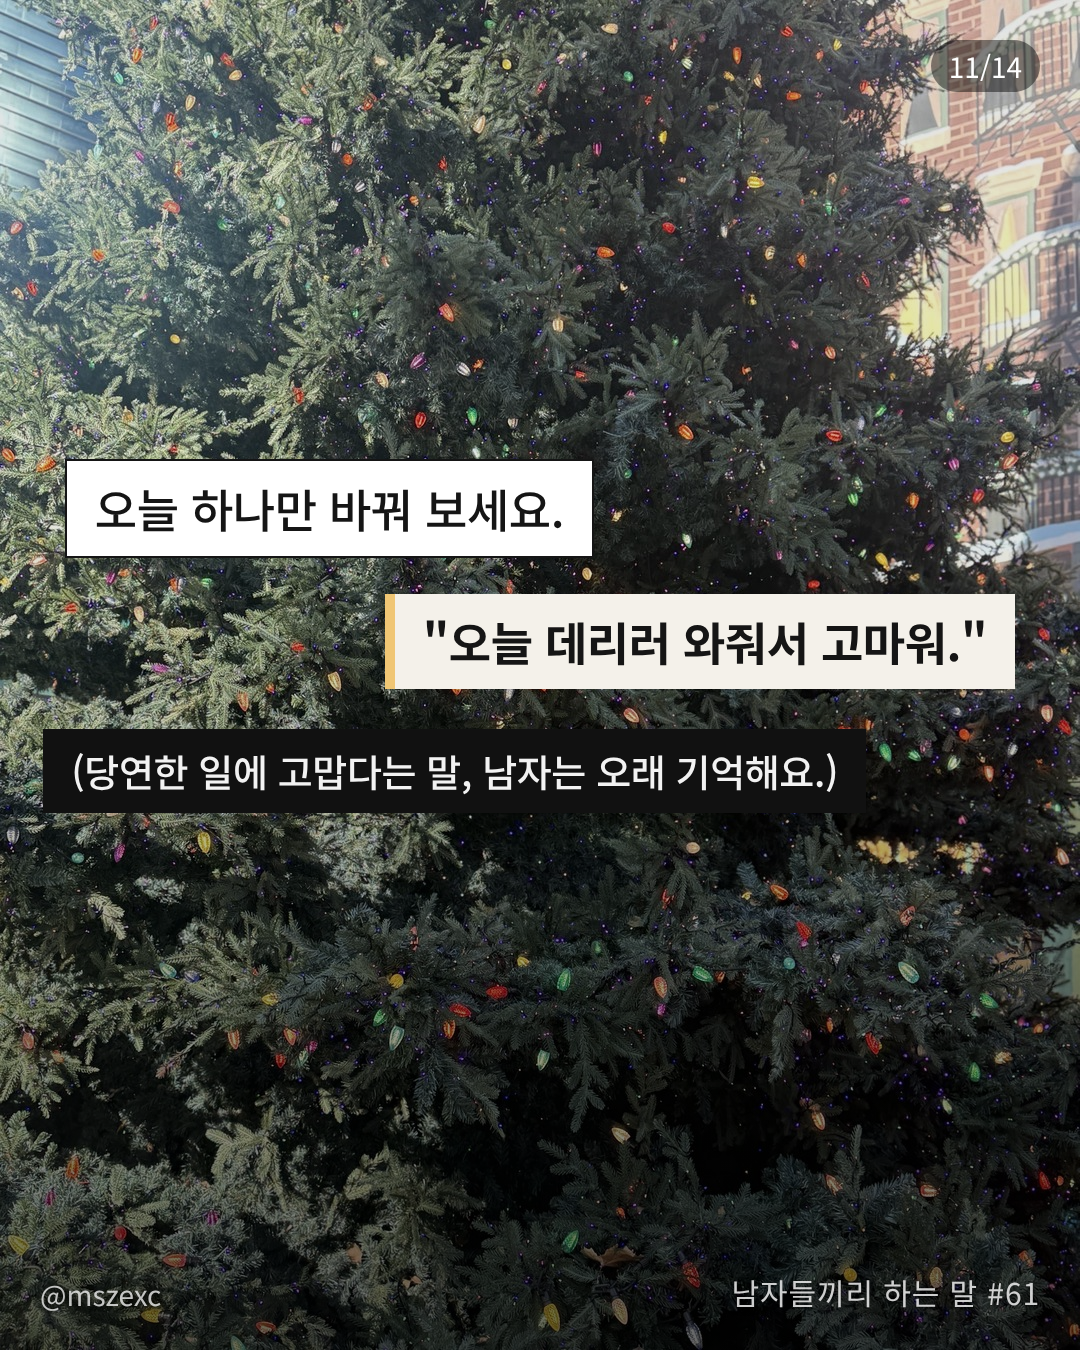 11/14
오늘 하나만 바꿔 보세요.
"오늘 데리러 와줘서 고마워."
(당연한 일에 고맙다는 말, 남자는 오래 기억해요.)
@mszexc
남자들끼리 하는 말 #61